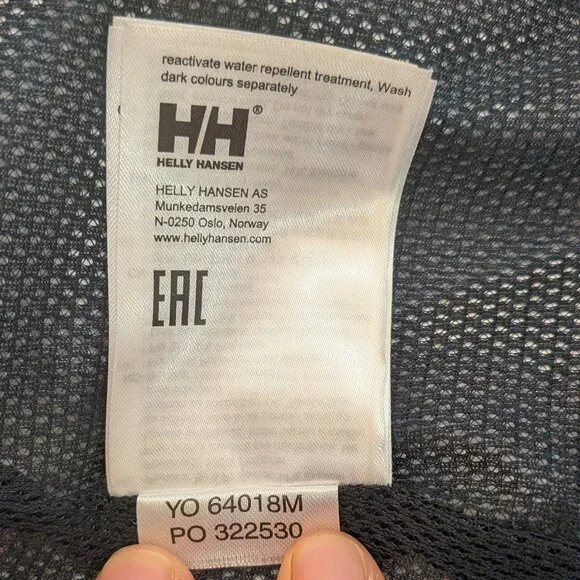 reactivate water repellent treatment, Wash
dark colours separately
HH®
HELLY HANSEN
HELLY HANSEN AS
Munkedamsveien 35
N-0250 Oslo, Norway
www.hellyhansen.com
EAC
YO 64018M
PO 322530